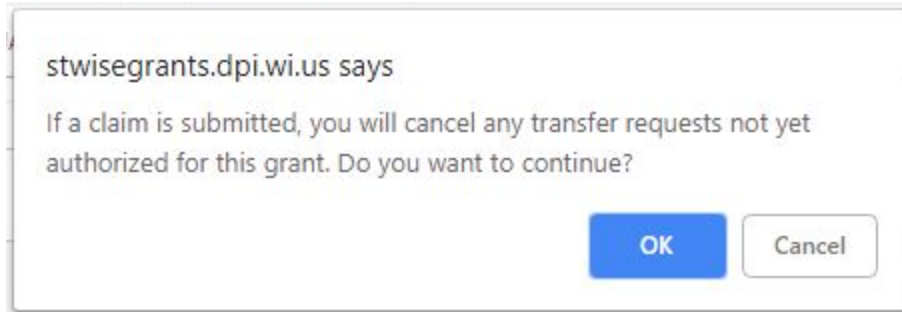 stwisegrants.dpi.wi.us says
If a claim is submitted, you will cancel any transfer requests not yet
authorized for this grant. Do you want to continue?
OK
Cancel